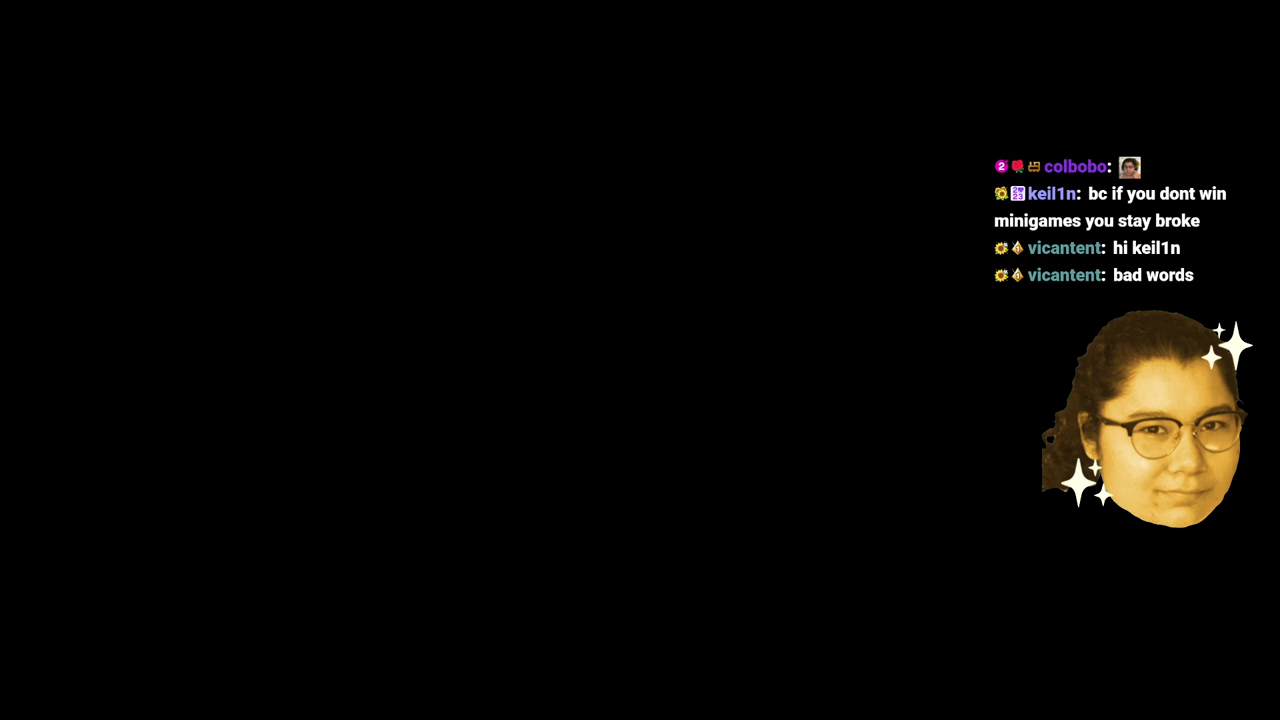 colbobo:
keil1n: bc if you dont win
minigames you stay broke
vicantent: hi keil1n
vicantent: bad words